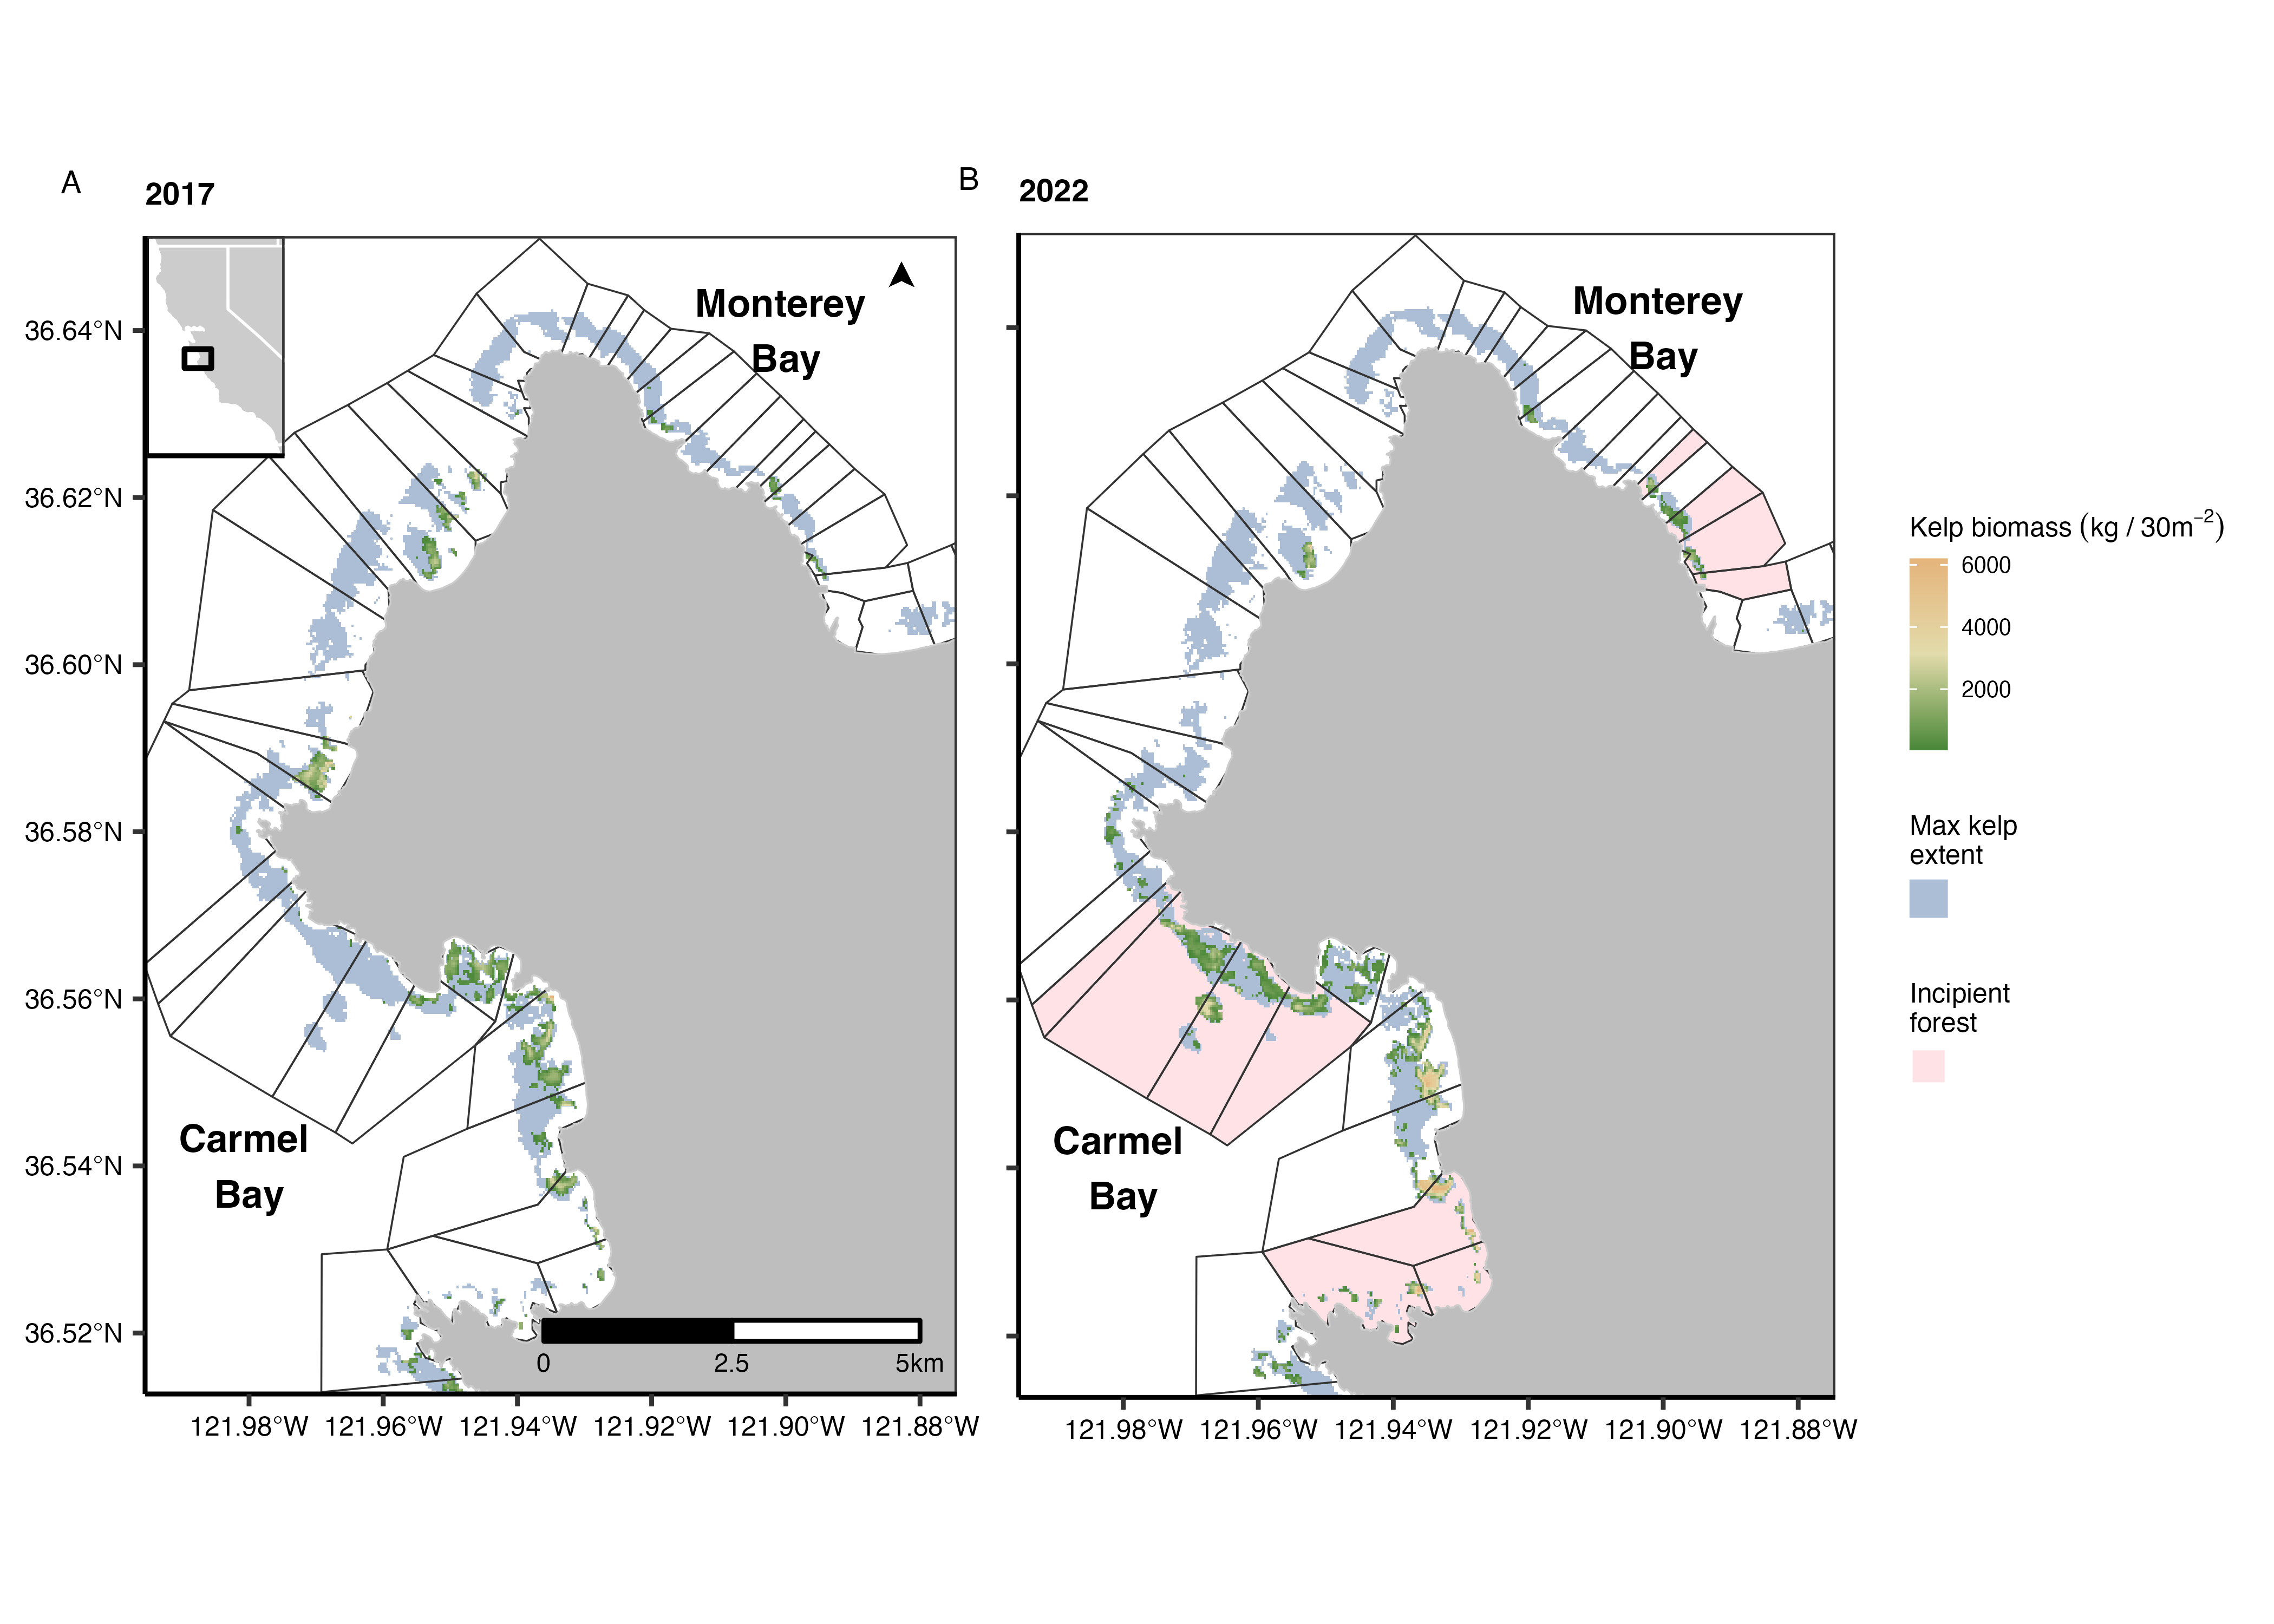 A
2017
B
2022
Monterey
Bay
Monterey
Bay
36.64°N
36.62°N
36.60°N
36.58°N
36.56°N
36.54°N
36.52°N
Carmel
Bay
Carmel
Bay
0 2.5 5km
121.98°W 121.96°W 121.94°W 121.92°W 121.90°W 121.88°W
121.98°W 121.96°W 121.94°W 121.92°W 121.90°W 121.88°W
Kelp biomass (kg / 30m⁻²)
6000
4000
2000
Max kelp
extent
Incipient
forest